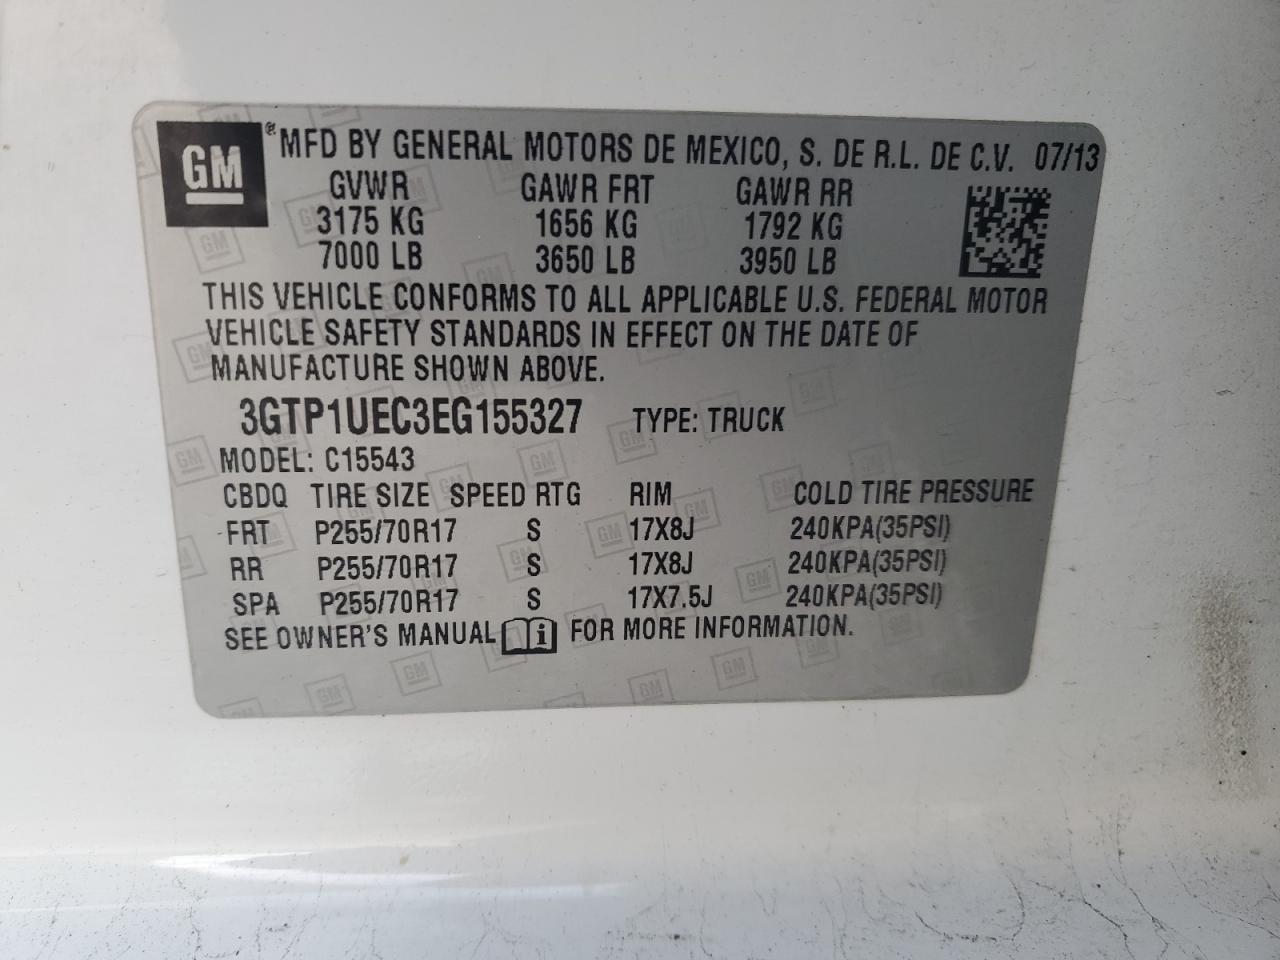 GM ® MFD BY GENERAL MOTORS DE MEXICO, S. DE R.L. DE C.V. 07/13
GVWR GAWR FRT GAWR RR
3175 KG 1656 KG 1792 KG
7000 LB 3650 LB 3950 LB
THIS VEHICLE CONFORMS TO ALL APPLICABLE U.S. FEDERAL MOTOR
VEHICLE SAFETY STANDARDS IN EFFECT ON THE DATE OF
MANUFACTURE SHOWN ABOVE.
3GTP1UEC3EG155327 TYPE: TRUCK
MODEL: C15543
CBDQ TIRE SIZE SPEED RTG RIM COLD TIRE PRESSURE
FRT P255/70R17 S 17X8J 240KPA(35PSI)
RR P255/70R17 S 17X8J 240KPA(35PSI)
SPA P255/70R17 S 17X7.5J 240KPA(35PSI)
SEE OWNER'S MANUAL i FOR MORE INFORMATION.